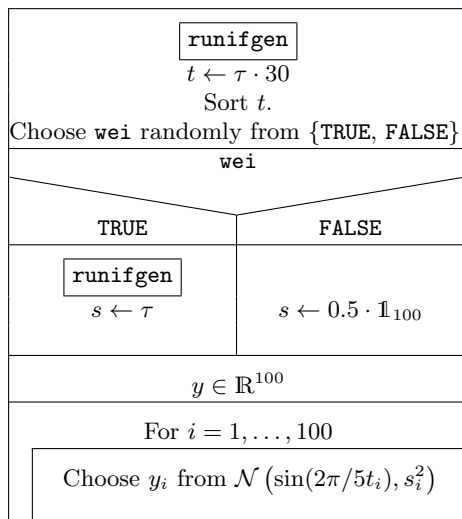 runifgen
t ← τ · 30
Sort t.
Choose wei randomly from {TRUE, FALSE}
wei
TRUE FALSE
runifgen
s ← τ
s ← 0.5 · 𝟙₁₀₀
y ∈ ℝ¹⁰⁰
For i = 1, . . . , 100
Choose yᵢ from 𝒩 (sin(2π/5tᵢ), sᵢ²)